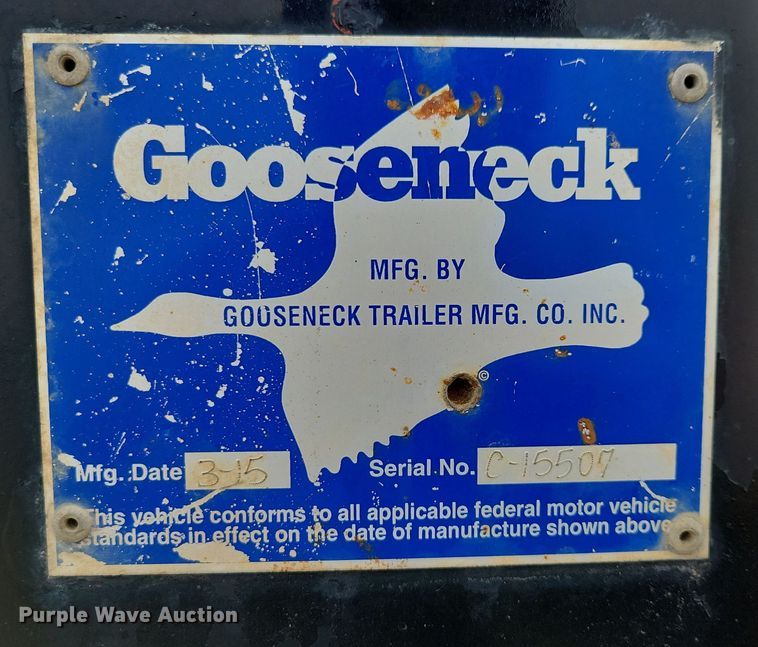 Gooseneck
MFG. BY
GOOSENECK TRAILER MFG. CO. INC.
©
Mfg. Date 3-15 Serial No. C-15507
This vehicle conforms to all applicable federal motor vehicle
standards in effect on the date of manufacture shown above
Purple Wave Auction